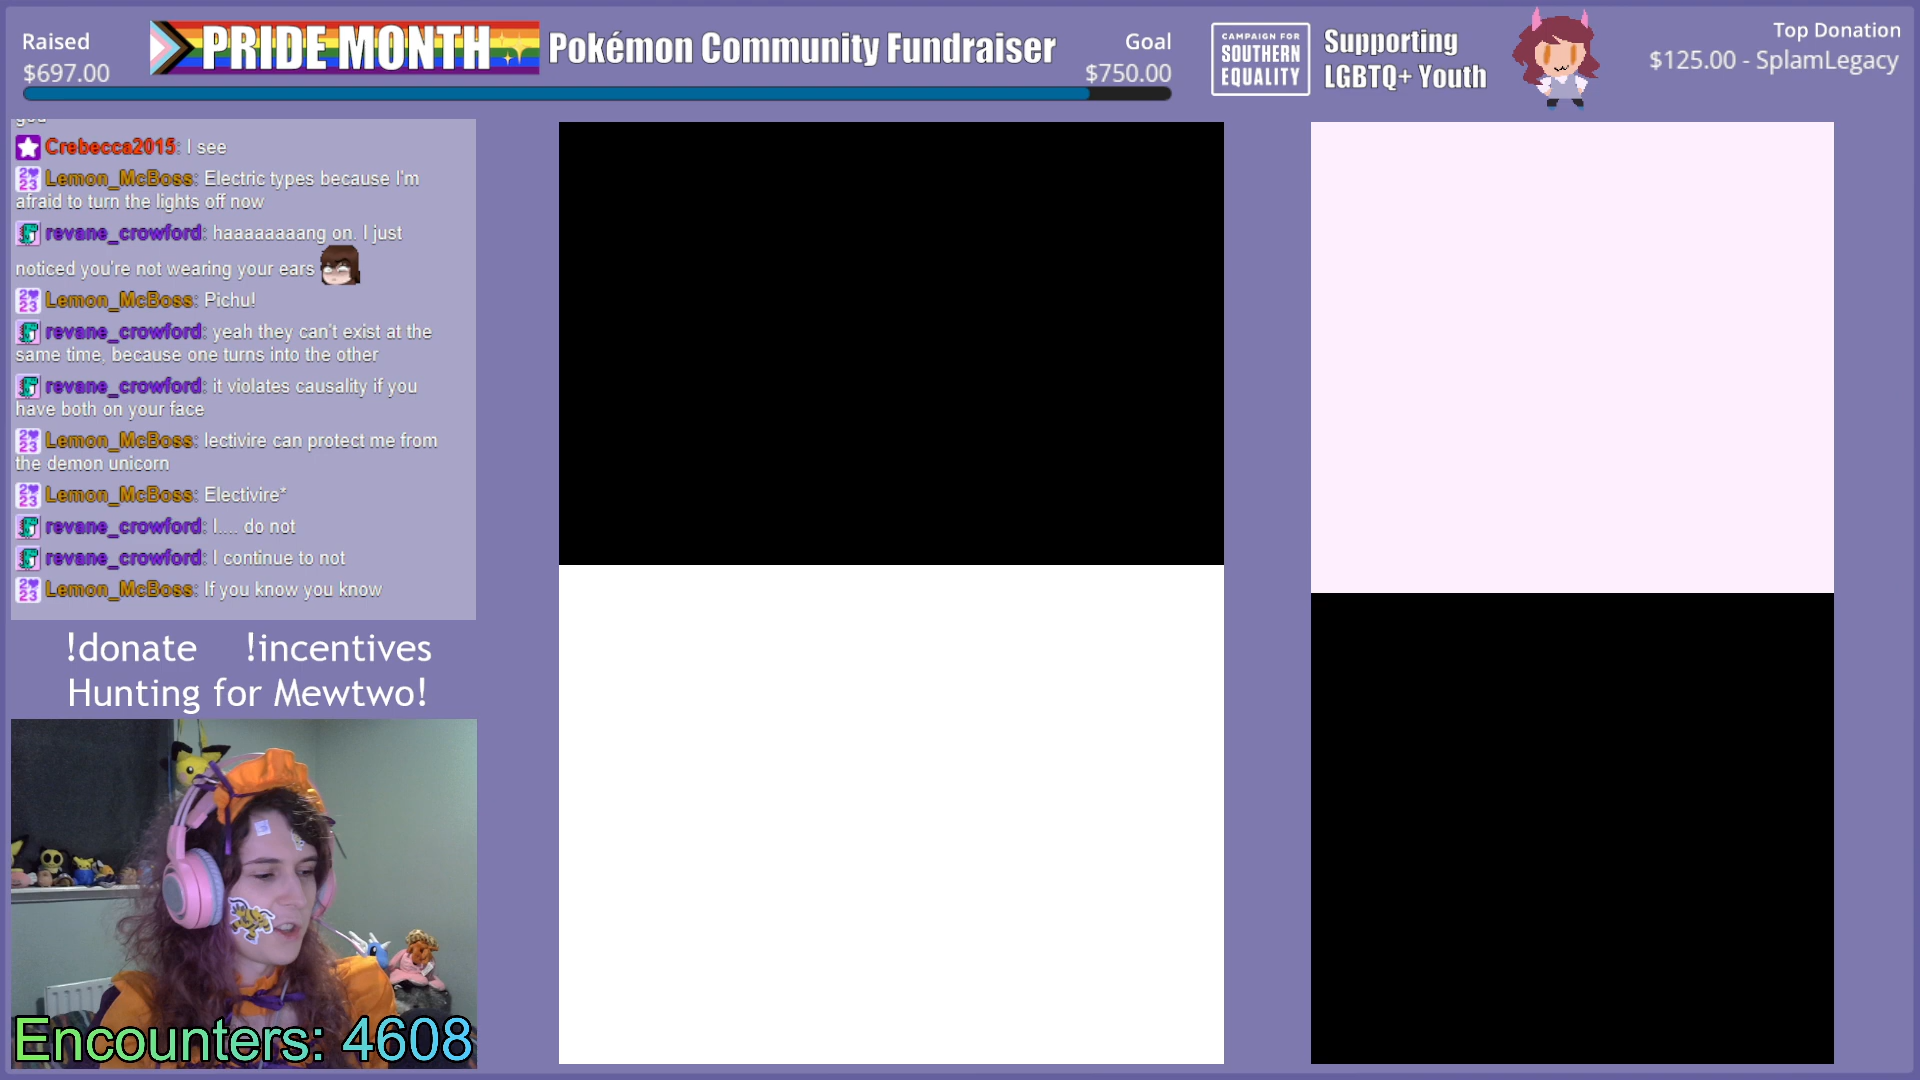 Raised
$697.00
PRIDE MONTH
Pokémon Community Fundraiser
Goal
$750.00
CAMPAIGN FOR
SOUTHERN
EQUALITY
Supporting
LGBTQ+ Youth
Top Donation
$125.00 - SplamLegacy
Crebecca2015: I see
Lemon_McBoss: Electric types because I'm
afraid to turn the lights off now
revane_crowford: haaaaaaaang on. I just
noticed you're not wearing your ears
Lemon_McBoss: Pichu!
revane_crowford: yeah they can't exist at the
same time, because one turns into the other
revane_crowford: it violates causality if you
have both on your face
Lemon_McBoss: lectivire can protect me from
the demon unicorn
Lemon_McBoss: Electivire*
revane_crowford: I.... do not
revane_crowford: I continue to not
Lemon_McBoss: If you know you know
!donate !incentives
Hunting for Mewtwo!
Encounters: 4608